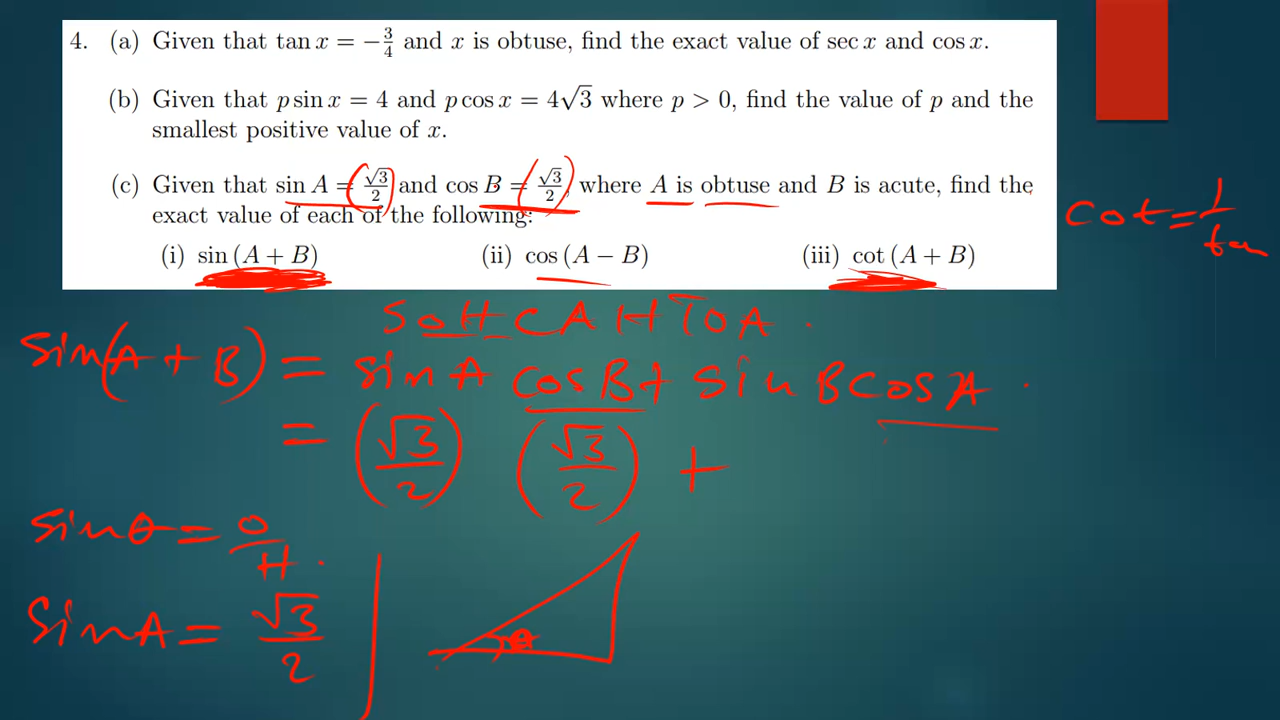 4. (a) Given that tan x = −3/4 and x is obtuse, find the exact value of sec x and cos x.
(b) Given that p sin x = 4 and p cos x = 4√3 where p > 0, find the value of p and the
smallest positive value of x.
(c) Given that sin A = √3/2 and cos B = √3/2, where A is obtuse and B is acute, find the
exact value of each of the following:
(i) sin (A + B) (ii) cos (A − B) (iii) cot (A + B)
cot = 1/tan
SOH CAH TOA.
sin(A + B) = sin A cos B + sin B cos A.
= (√3/2) (√3/2) +
sinθ = O/H.
sin A = √3/2
θ